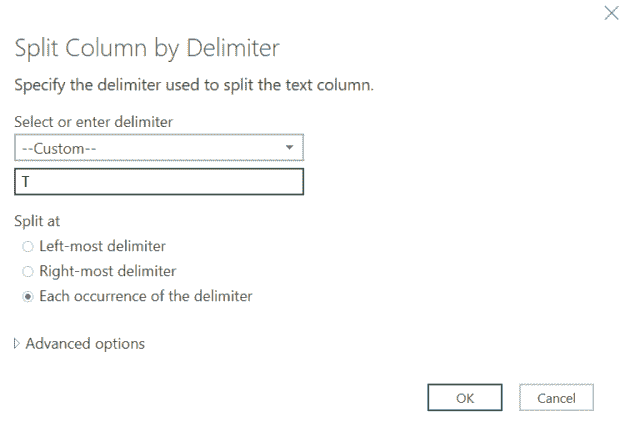 Split Column by Delimiter
Specify the delimiter used to split the text column.
Select or enter delimiter
--Custom--
T
Split at
Left-most delimiter
Right-most delimiter
Each occurrence of the delimiter
Advanced options
OK Cancel